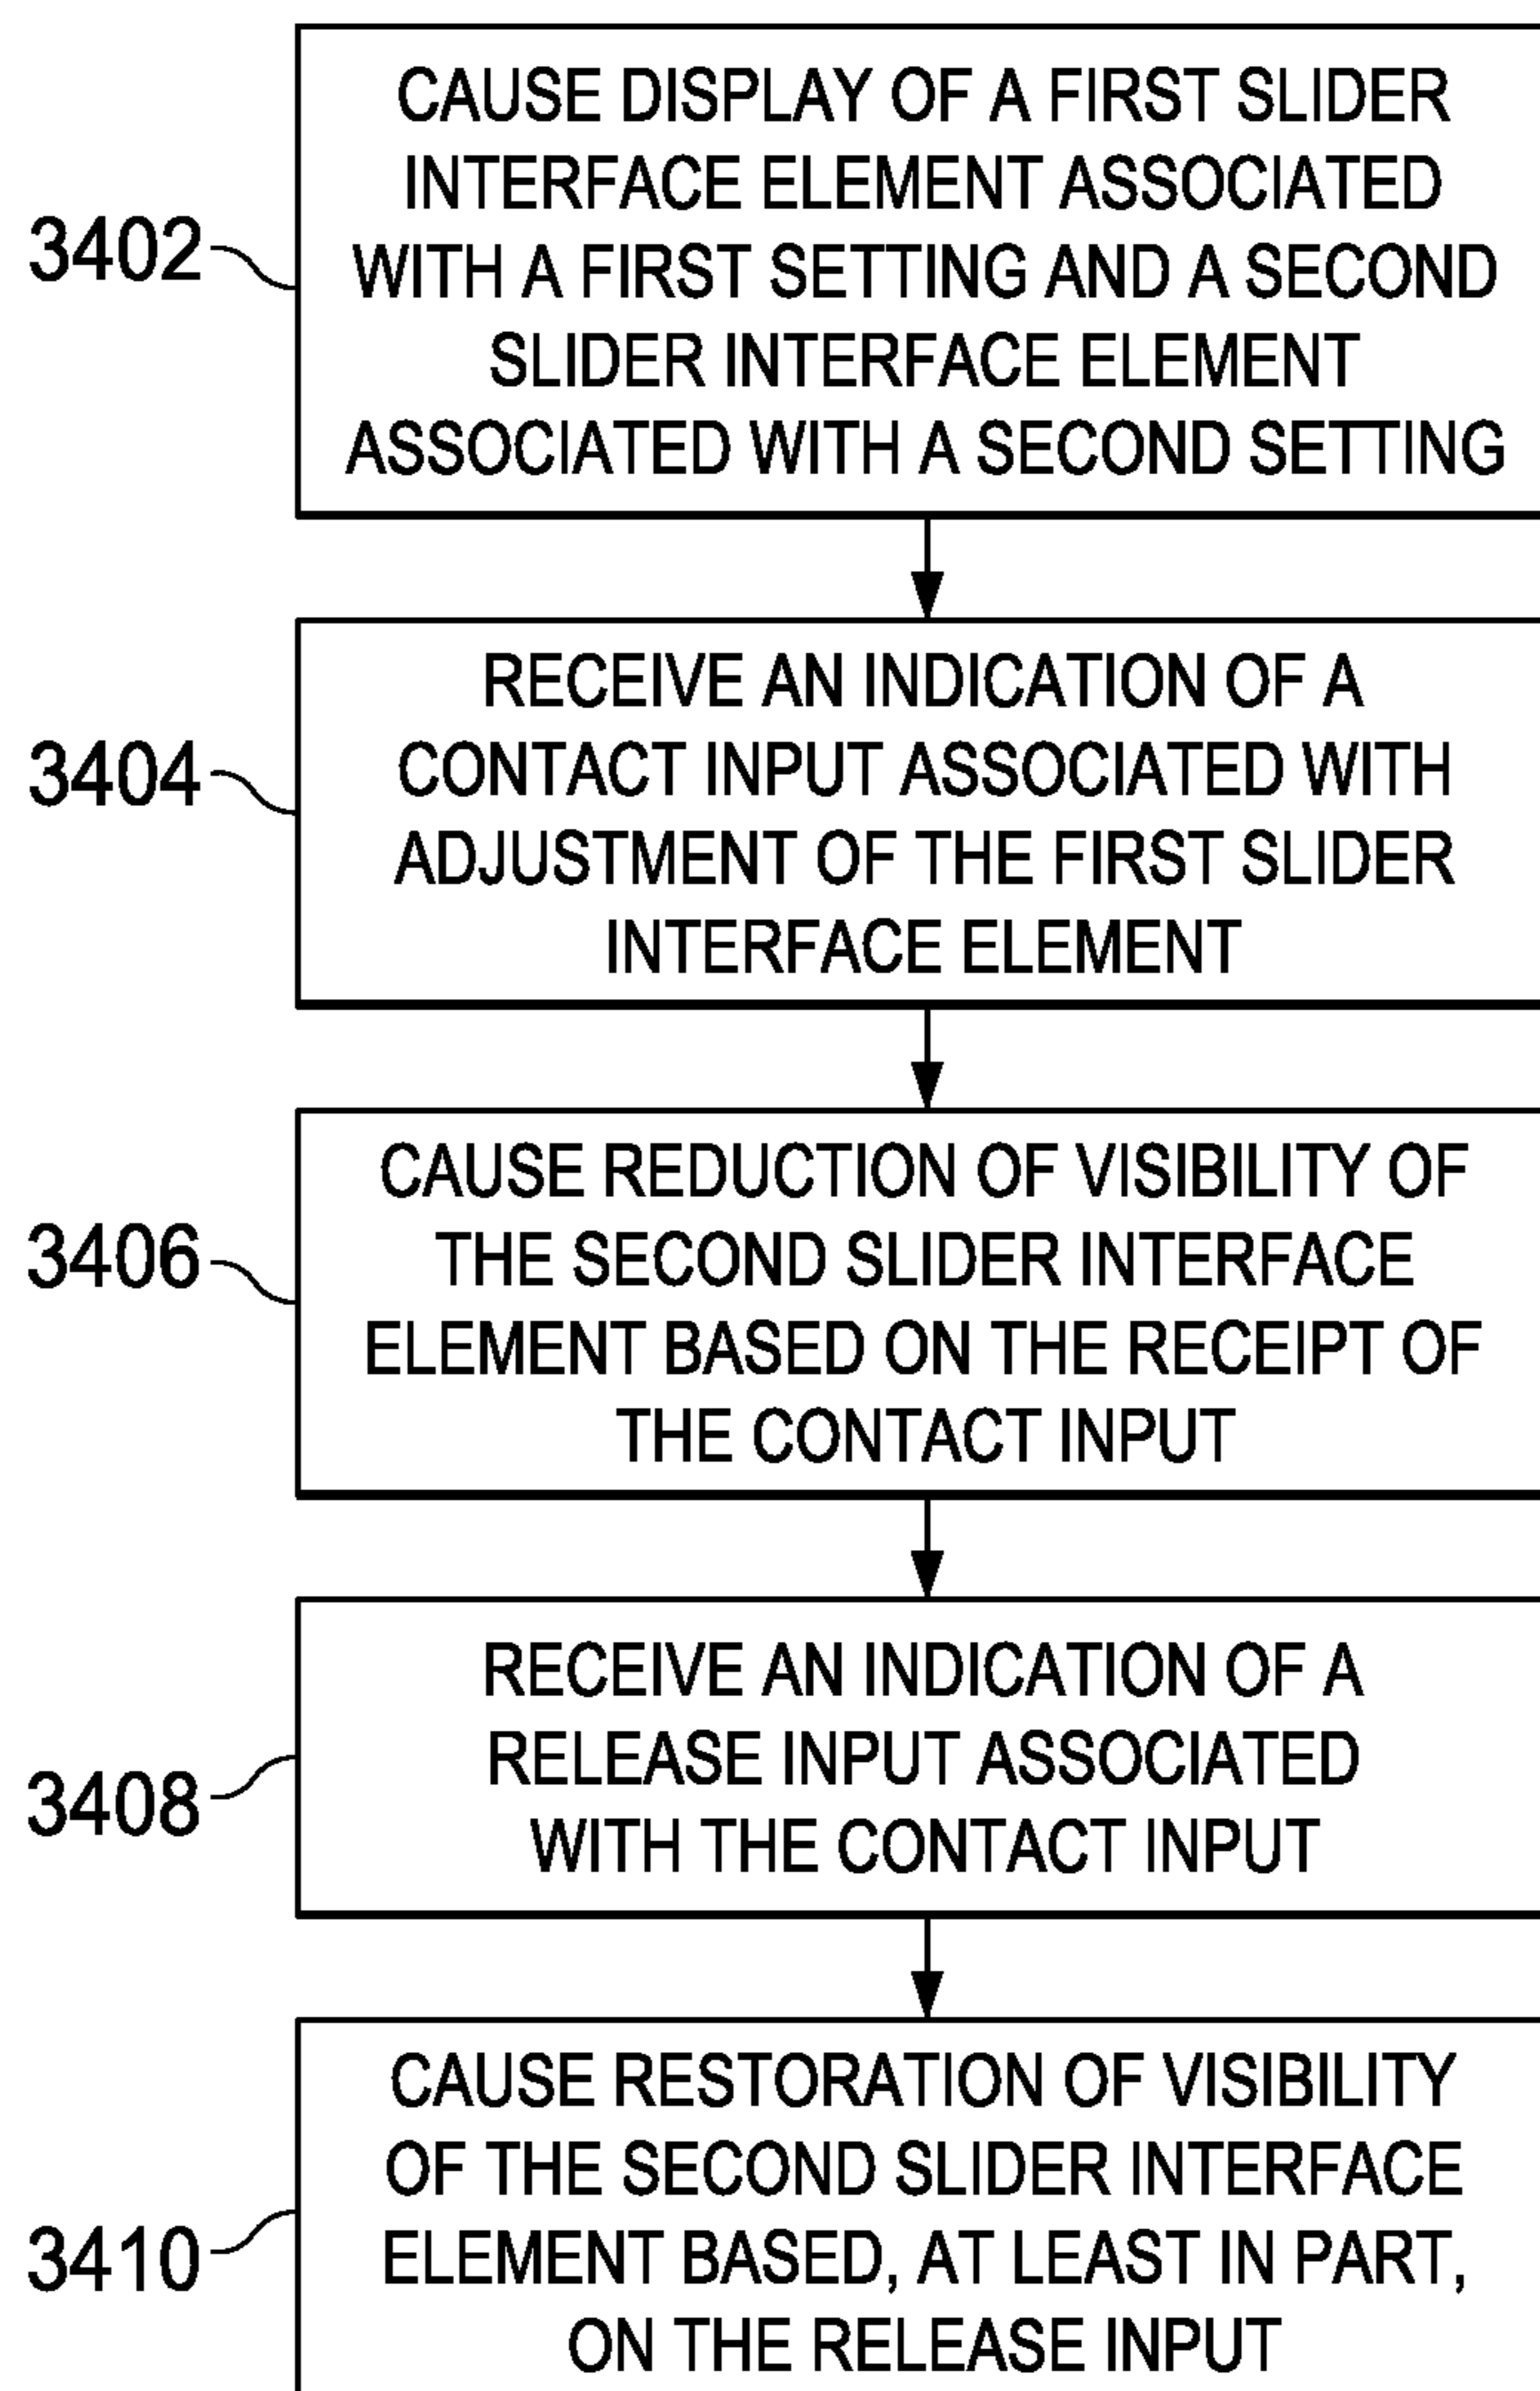 CAUSE DISPLAY OF A FIRST SLIDER
INTERFACE ELEMENT ASSOCIATED
3402
WITH A FIRST SETTING AND A SECOND
SLIDER INTERFACE ELEMENT
ASSOCIATED WITH A SECOND SETTING
RECEIVE AN INDICATION OF A
3404
CONTACT INPUT ASSOCIATED WITH
ADJUSTMENT OF THE FIRST SLIDER
INTERFACE ELEMENT
CAUSE REDUCTION OF VISIBILITY OF
3406
THE SECOND SLIDER INTERFACE
ELEMENT BASED ON THE RECEIPT OF
THE CONTACT INPUT
RECEIVE AN INDICATION OF A
RELEASE INPUT ASSOCIATED
3408
WITH THE CONTACT INPUT
CAUSE RESTORATION OF VISIBILITY
OF THE SECOND SLIDER INTERFACE
3410
ELEMENT BASED, AT LEAST IN PART,
ON THE RELEASE INPUT